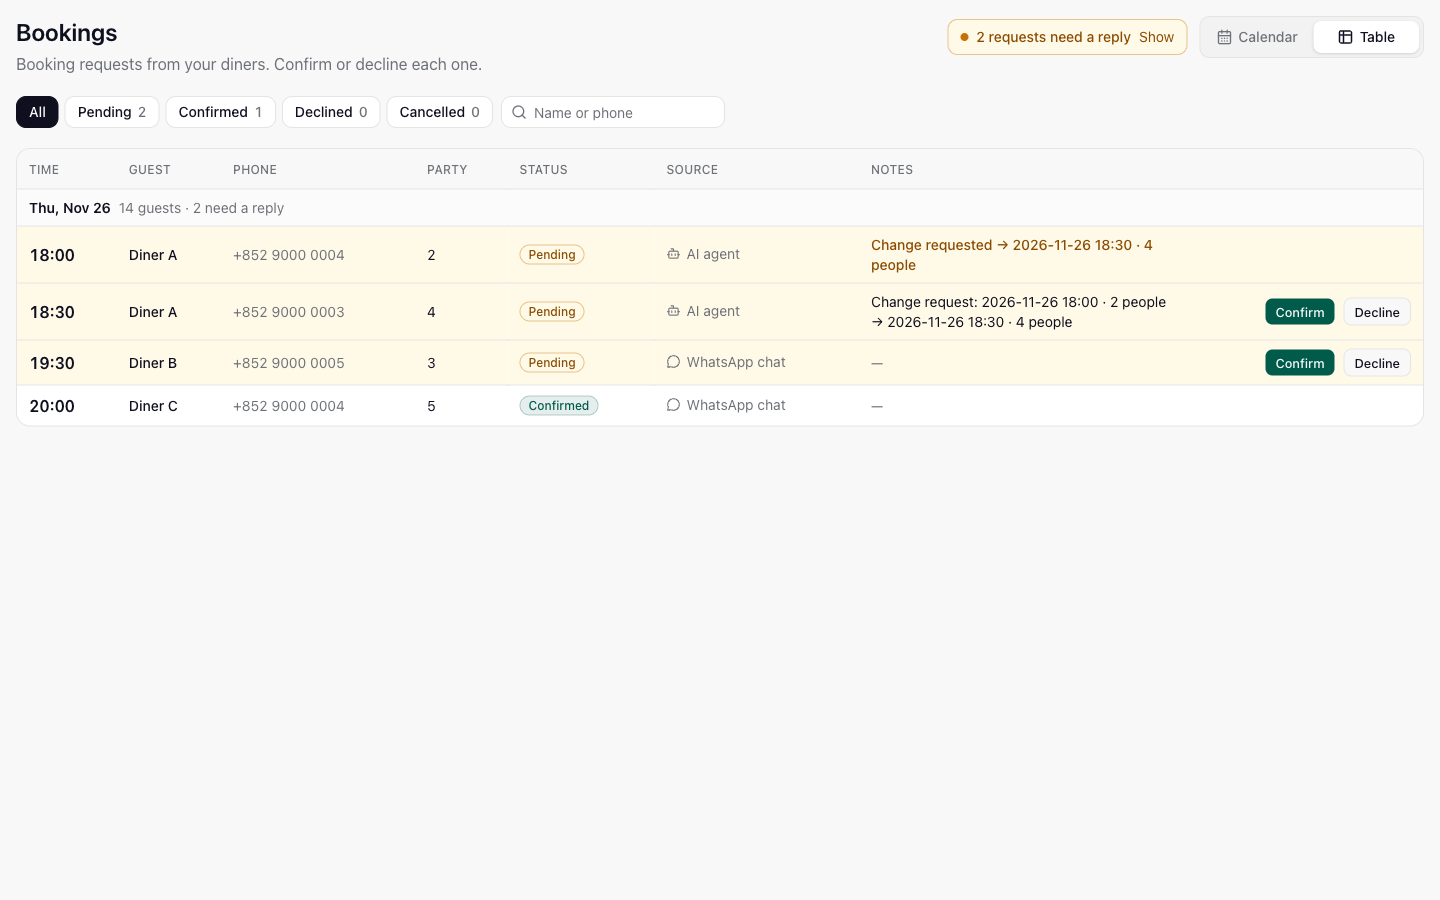 Bookings
Booking requests from your diners. Confirm or decline each one.
2 requests need a reply Show
Calendar
Table
All
Pending 2
Confirmed 1
Declined 0
Cancelled 0
Name or phone
TIME GUEST PHONE PARTY STATUS SOURCE NOTES
Thu, Nov 26 14 guests · 2 need a reply
18:00 Diner A +852 9000 0004 2 Pending AI agent Change requested → 2026-11-26 18:30 · 4
people
18:30 Diner A +852 9000 0003 4 Pending AI agent Change request: 2026-11-26 18:00 · 2 people
→ 2026-11-26 18:30 · 4 people
Confirm Decline
19:30 Diner B +852 9000 0005 3 Pending WhatsApp chat — Confirm Decline
20:00 Diner C +852 9000 0004 5 Confirmed WhatsApp chat —